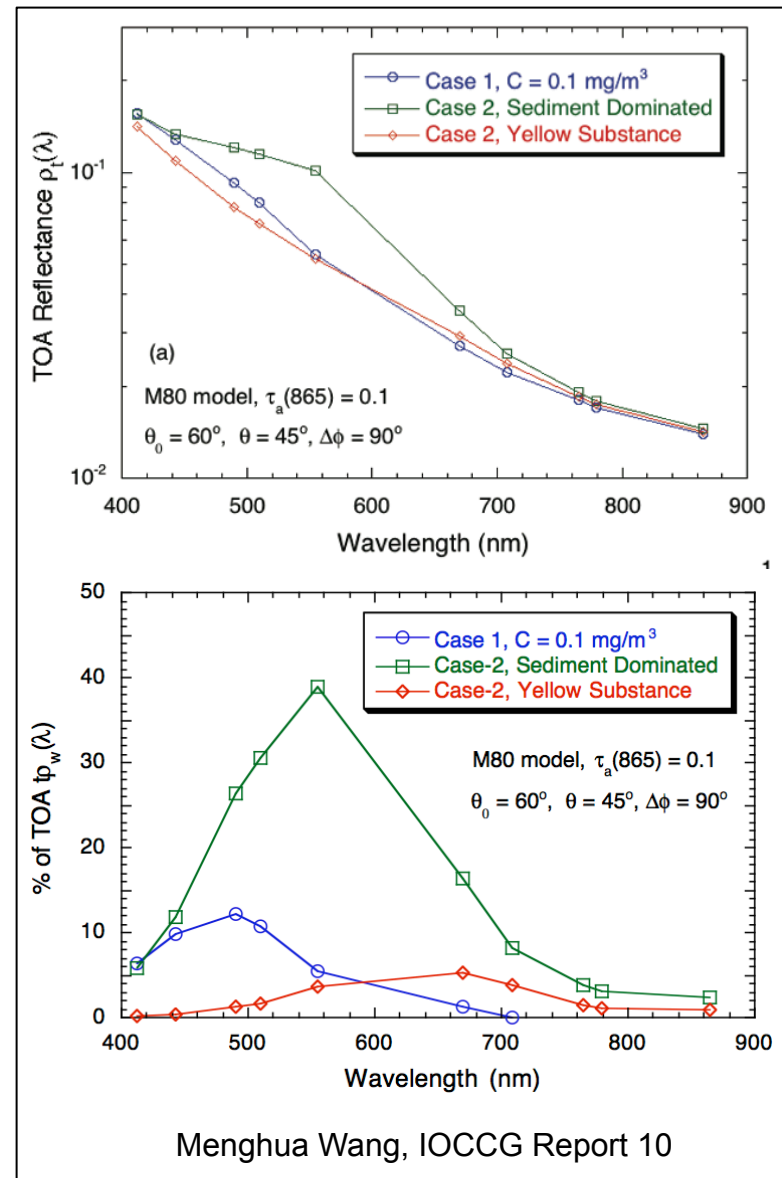 Case 1, C = 0.1 mg/m³
Case 2, Sediment Dominated
Case 2, Yellow Substance
TOA Reflectance ρₜ(λ)
10⁻¹
10⁻²
(a)
M80 model, τₐ(865) = 0.1
θ₀ = 60°, θ = 45°, Δϕ = 90°
400 500 600 700 800 900
Wavelength (nm)
1
50
40
30
20
10
0
Case 1, C = 0.1 mg/m³
Case-2, Sediment Dominated
Case-2, Yellow Substance
% of TOA tρ_w(λ)
M80 model, τₐ(865) = 0.1
θ₀ = 60°, θ = 45°, Δϕ = 90°
400 500 600 700 800 900
Wavelength (nm)
Menghua Wang, IOCCG Report 10